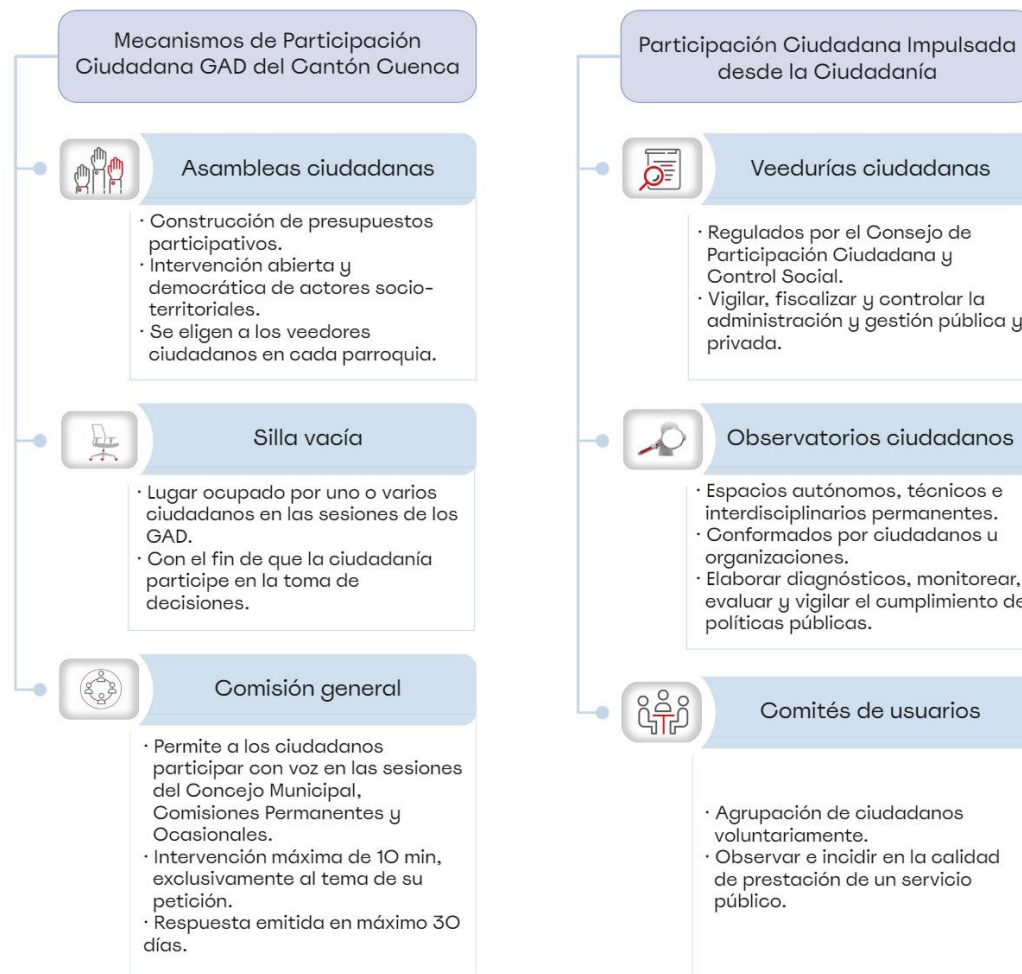 Mecanismos de Participación
Ciudadana GAD del Cantón Cuenca
Asambleas ciudadanas
· Construcción de presupuestos
participativos.
· Intervención abierta y
democrática de actores socio-
territoriales.
· Se eligen a los veedores
ciudadanos en cada parroquia.
Silla vacía
· Lugar ocupado por uno o varios
ciudadanos en las sesiones de los
GAD.
· Con el fin de que la ciudadanía
participe en la toma de
decisiones.
Comisión general
· Permite a los ciudadanos
participar con voz en las sesiones
del Concejo Municipal,
Comisiones Permanentes y
Ocasionales.
· Intervención máxima de 10 min,
exclusivamente al tema de su
petición.
· Respuesta emitida en máximo 30
días.
Participación Ciudadana Impulsada
desde la Ciudadanía
Veedurías ciudadanas
· Regulados por el Consejo de
Participación Ciudadana y
Control Social.
· Vigilar, fiscalizar y controlar la
administración y gestión pública y
privada.
Observatorios ciudadanos
· Espacios autónomos, técnicos e
interdisciplinarios permanentes.
· Conformados por ciudadanos u
organizaciones.
· Elaborar diagnósticos, monitorear,
evaluar y vigilar el cumplimiento de
políticas públicas.
Comités de usuarios
· Agrupación de ciudadanos
voluntariamente.
· Observar e incidir en la calidad
de prestación de un servicio
público.